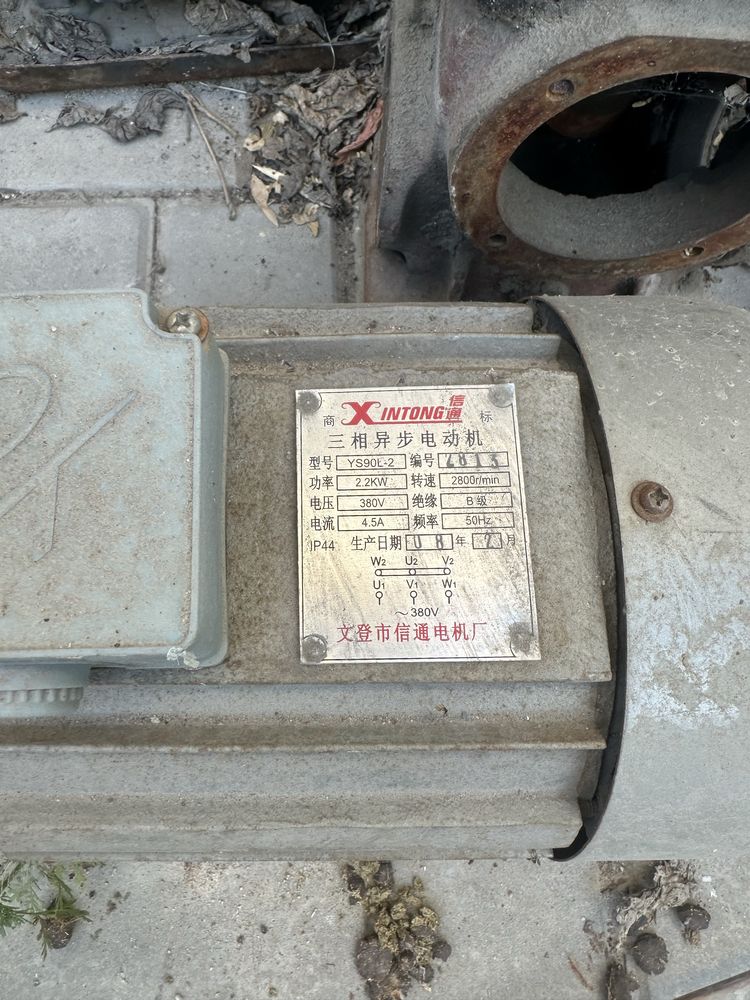 商 XINTONG 信通 标
三相异步电动机
型号 YS90L-2 编号 2813
功率 2.2KW 转速 2800r/min
电压 380V 绝缘 B级
电流 4.5A 频率 50Hz
IP44 生产日期 08 年 2 月
W2 U2 V2
U1 V1 W1
~380V
文登市信通电机厂